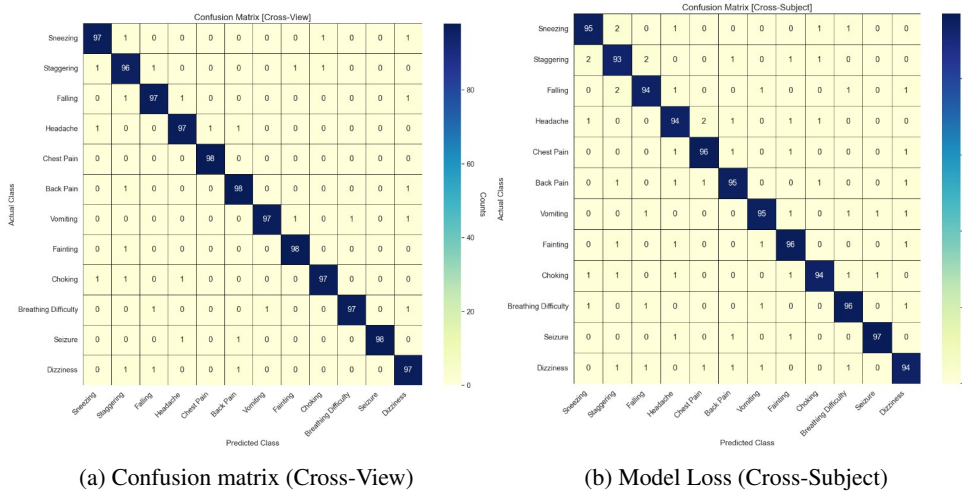 Confusion Matrix [Cross-View]
Sneezing 97 1 0 0 0 0 0 0 1 0 0 1
Staggering 1 96 1 0 0 0 0 1 1 0 0 0
Falling 0 1 97 1 0 0 0 0 0 0 0 1
Headache 1 0 0 97 1 1 0 0 0 0 0 0
Chest Pain 0 0 0 0 98 0 0 0 0 0 0 0
Back Pain 0 1 0 0 0 98 0 0 0 0 0 1
Vomiting 0 0 0 0 0 0 97 1 0 1 0 1
Fainting 0 1 0 0 0 0 0 98 0 0 0 0
Choking 0 1 0 1 0 0 0 0 97 0 0 0
Breathing Difficulty 0 0 1 0 0 0 1 0 0 97 0 1
Seizure 0 0 0 1 0 1 0 0 0 0 98 0
Dizziness 0 1 1 0 0 1 0 0 0 0 0 97
Sneezing Staggering Falling Headache Chest Pain Back Pain Vomiting Fainting Choking Breathing Difficulty Seizure Dizziness
Predicted Class
Actual Class
80
60
40
20
0
Counts
Confusion Matrix [Cross-Subject]
Sneezing 95 2 0 0 0 1 0 0 1 0 0 1
Staggering 2 93 2 0 0 0 0 1 1 0 0 0
Falling 0 2 94 1 0 0 1 0 0 0 0 1
Headache 1 0 0 94 2 1 0 1 0 0 0 1
Chest Pain 0 0 0 1 96 1 0 1 0 0 0 1
Back Pain 0 1 0 1 1 95 0 0 1 0 0 1
Vomiting 0 0 1 0 0 0 95 1 0 1 1 1
Fainting 0 1 0 1 0 0 1 96 0 0 0 1
Choking 1 1 0 1 0 0 0 1 94 1 1 0
Breathing Difficulty 1 0 1 0 0 0 1 0 0 96 0 1
Seizure 0 0 0 1 0 1 0 1 0 0 97 0
Dizziness 0 1 0 1 2 1 1 0 0 1 0 94
Sneezing Staggering Falling Headache Chest Pain Back Pain Vomiting Fainting Choking Breathing Difficulty Seizure Dizziness
Predicted Class
Actual Class
(a) Confusion matrix (Cross-View)
(b) Model Loss (Cross-Subject)